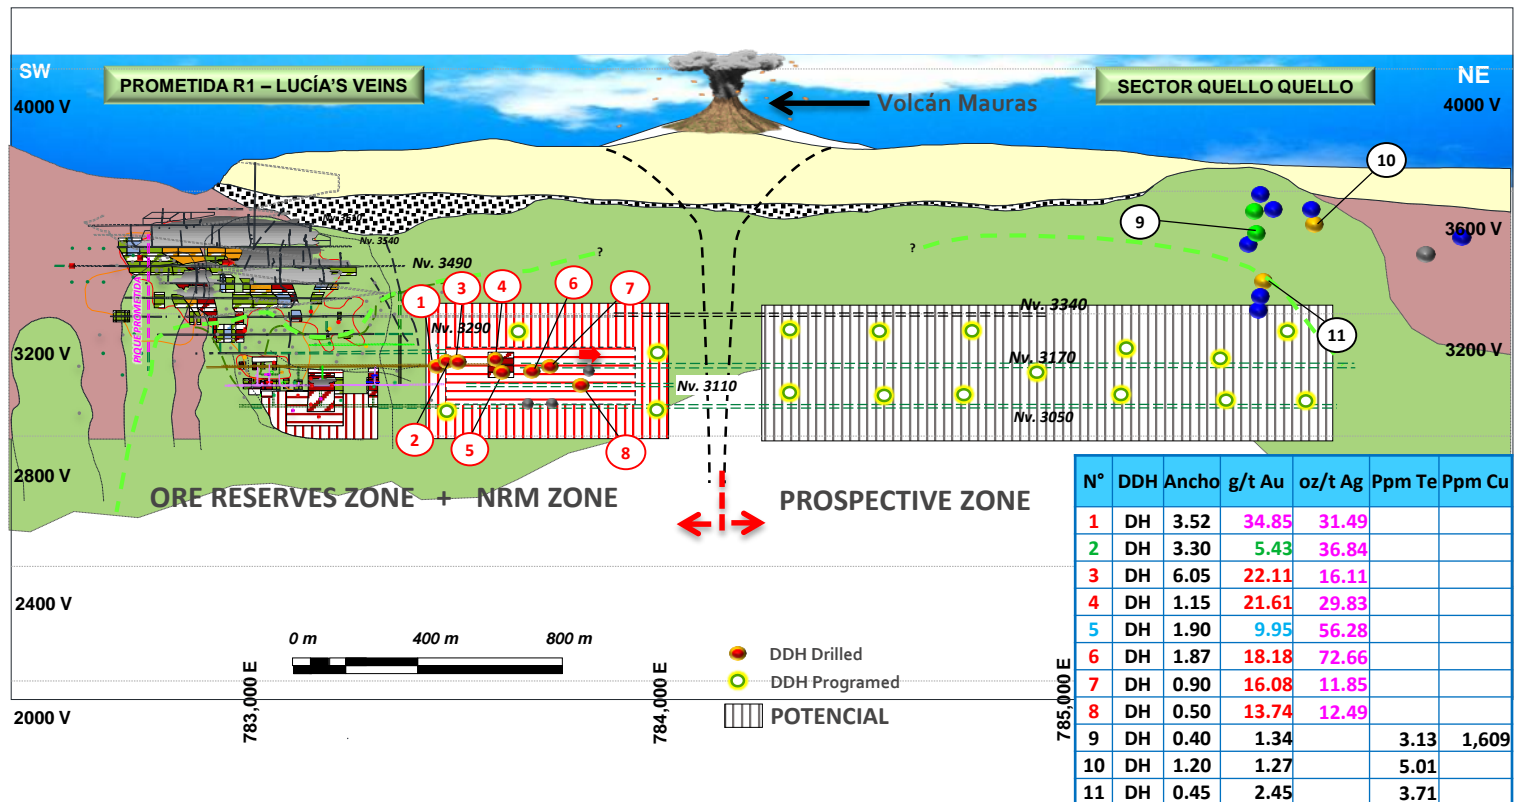 SW
NE
PROMETIDA R1 – LUCÍA'S VEINS
SECTOR QUELLO QUELLO
4000 V
Volcán Mauras
4000 V
10
9
3600 V
Nv. 3540
?
?
Nv. 3490
1
3
4
6
7
PIQUE PROMETIDA
Nv. 3290
Nv. 3340
11
3200 V
Nv. 3170
3200 V
Nv. 3110
Nv. 3050
2
5
8
2800 V
ORE RESERVES ZONE + NRM ZONE
PROSPECTIVE ZONE
2400 V
0 m 400 m 800 m
DDH Drilled
DDH Programed
POTENCIAL
2000 V
783,000 E
784,000 E
785,000 E
N° DDH Ancho g/t Au oz/t Ag Ppm Te Ppm Cu
1 DH 3.52 34.85 31.49
2 DH 3.30 5.43 36.84
3 DH 6.05 22.11 16.11
4 DH 1.15 21.61 29.83
5 DH 1.90 9.95 56.28
6 DH 1.87 18.18 72.66
7 DH 0.90 16.08 11.85
8 DH 0.50 13.74 12.49
9 DH 0.40 1.34 3.13 1,609
10 DH 1.20 1.27 5.01
11 DH 0.45 2.45 3.71